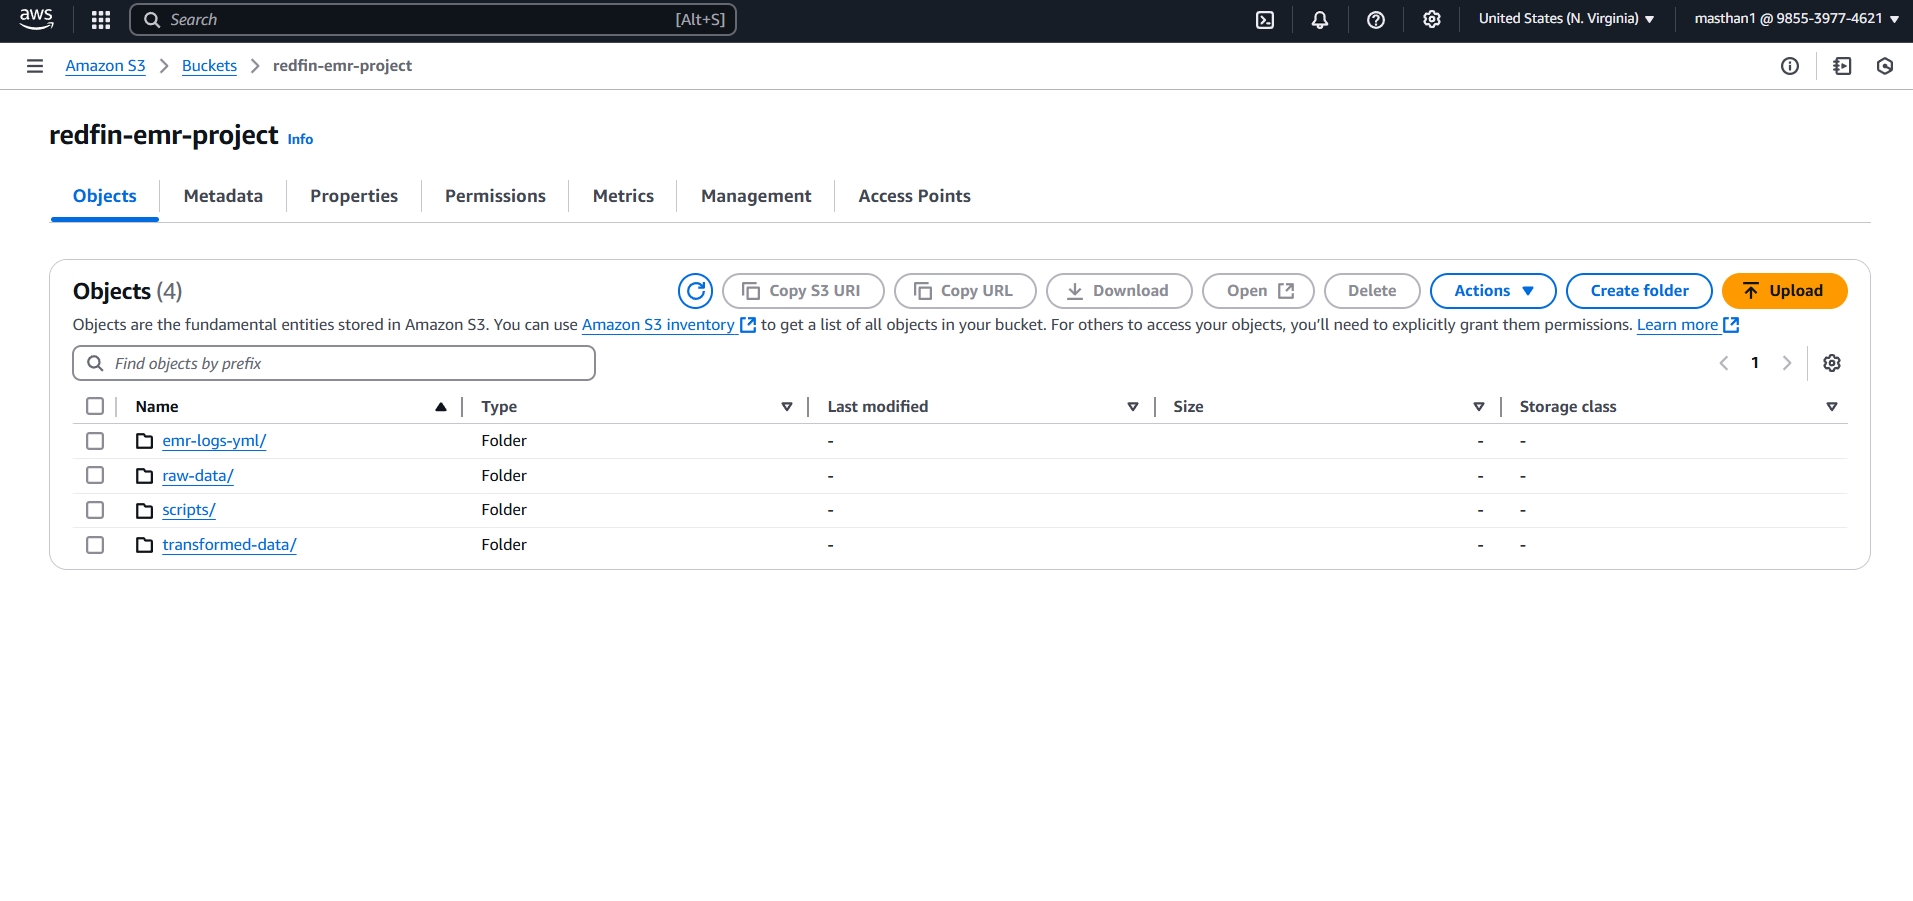 aws Search [Alt+S] United States (N. Virginia) masthan1 @ 9855-3977-4621
Amazon S3 Buckets redfin-emr-project
redfin-emr-project Info
Objects Metadata Properties Permissions Metrics Management Access Points
Objects (4) Copy S3 URI Copy URL Download Open Delete Actions Create folder Upload
Objects are the fundamental entities stored in Amazon S3. You can use Amazon S3 inventory to get a list of all objects in your bucket. For others to access your objects, you’ll need to explicitly grant them permissions. Learn more
Find objects by prefix 1
Name Type Last modified Size Storage class
emr-logs-yml/ Folder - - -
raw-data/ Folder - - -
scripts/ Folder - - -
transformed-data/ Folder - - -